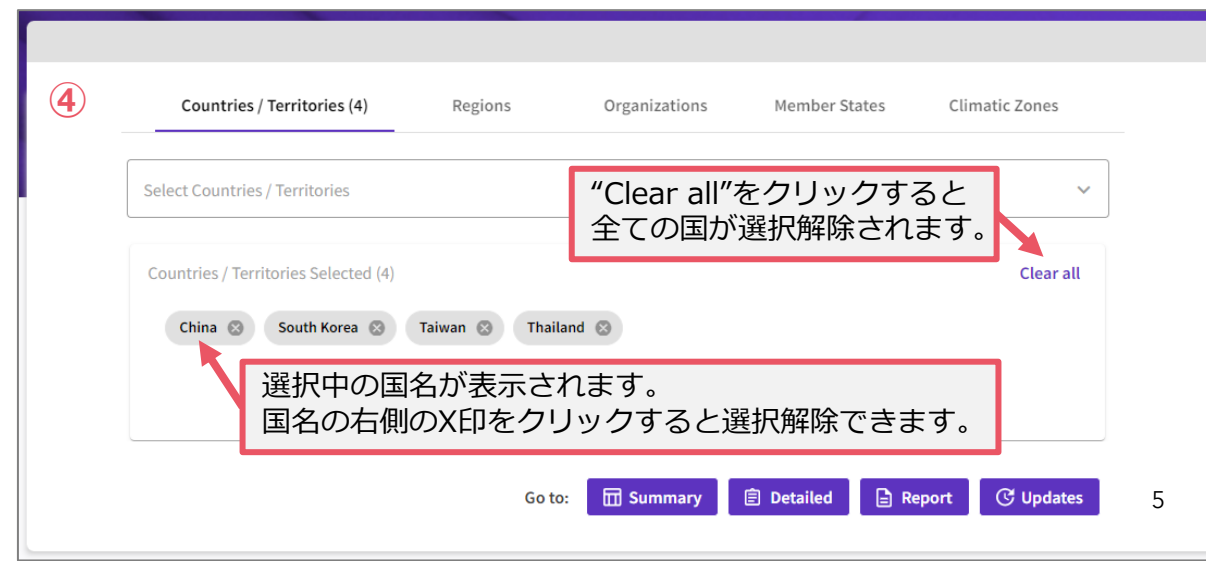 ④
Countries / Territories (4) Regions Organizations Member States Climatic Zones
Select Countries / Territories
“Clear all”をクリックすると
全ての国が選択解除されます。
Countries / Territories Selected (4)
Clear all
China South Korea Taiwan Thailand
選択中の国名が表示されます。
国名の右側のX印をクリックすると選択解除できます。
Go to: Summary Detailed Report Updates
5